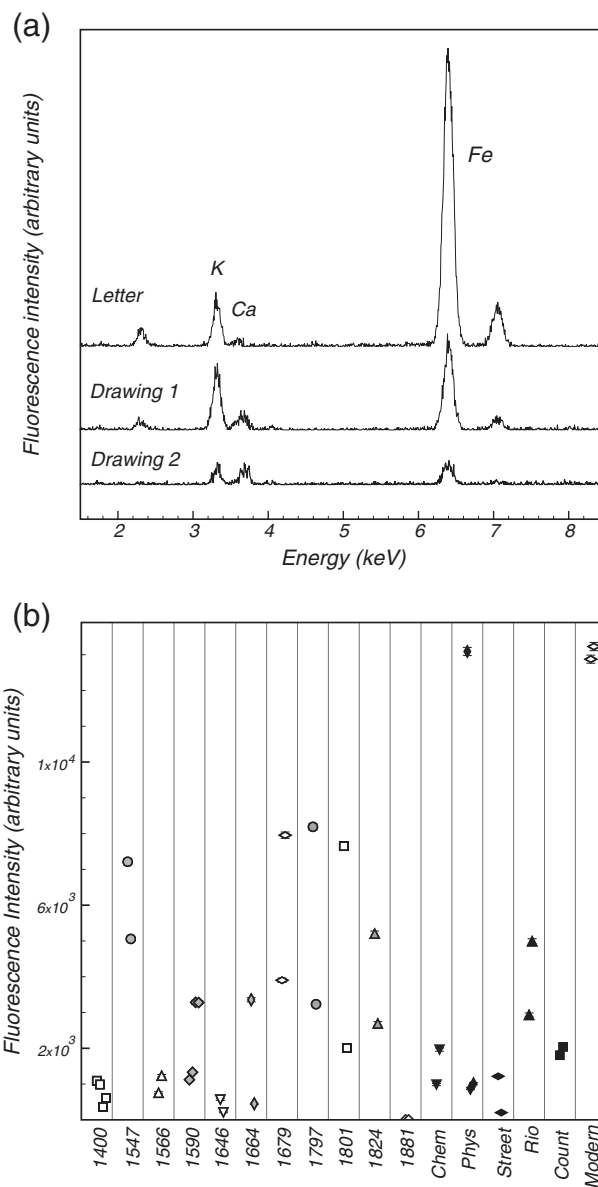 (a)
Fluorescence intensity (arbitrary units)
Fe
K
Letter
Ca
Drawing 1
Drawing 2
2 3 4 5 6 7 8
Energy (keV)
(b)
Fluorescence Intensity (arbitrary units)
1x10⁴
6x10³
2x10³
1400 1547 1566 1590 1646 1664 1679 1797 1801 1824 1881 Chem Phys Street Rio Count Modern